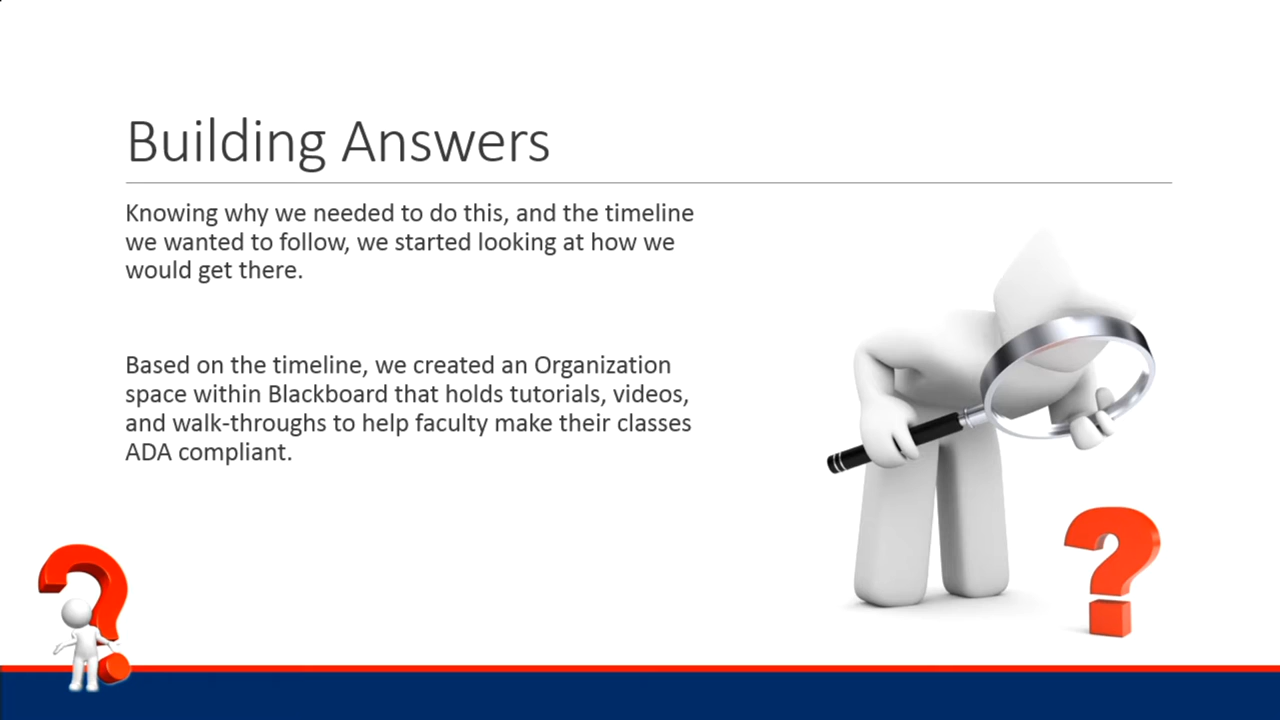 Building Answers
Knowing why we needed to do this, and the timeline
we wanted to follow, we started looking at how we
would get there.
Based on the timeline, we created an Organization
space within Blackboard that holds tutorials, videos,
and walk-throughs to help faculty make their classes
ADA compliant.